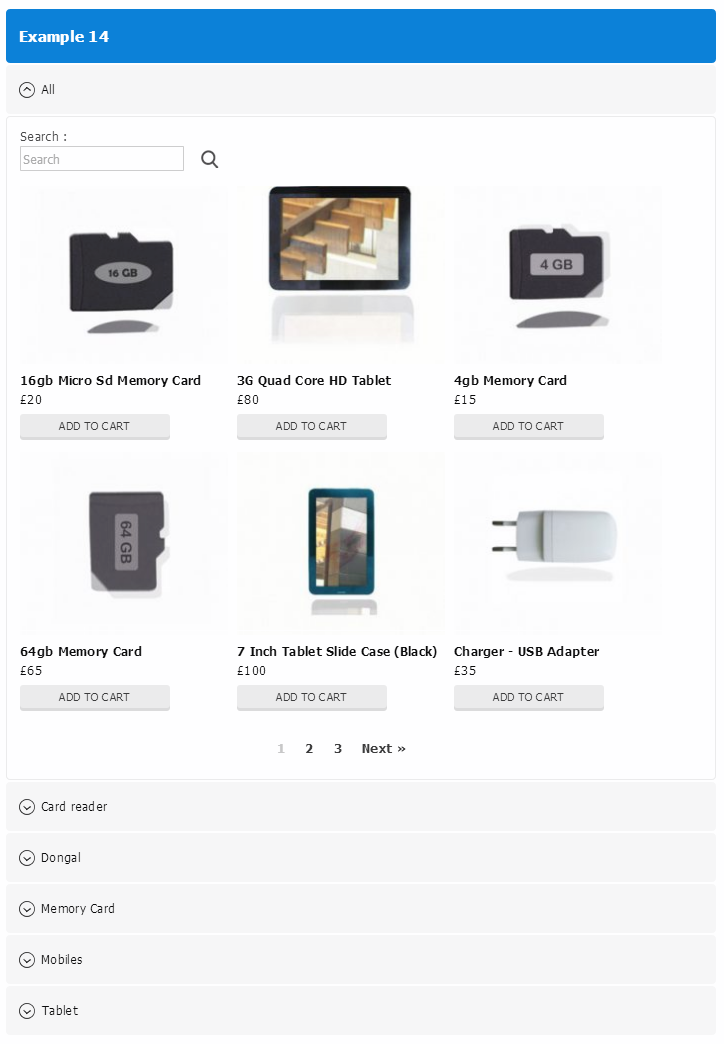 Example 14
All
Search :
Search
16 GB
4 GB
16gb Micro Sd Memory Card
3G Quad Core HD Tablet
4gb Memory Card
£20
£80
£15
ADD TO CART
ADD TO CART
ADD TO CART
64 GB
64gb Memory Card
7 Inch Tablet Slide Case (Black)
Charger - USB Adapter
£65
£100
£35
ADD TO CART
ADD TO CART
ADD TO CART
1 2 3 Next »
Card reader
Dongal
Memory Card
Mobiles
Tablet